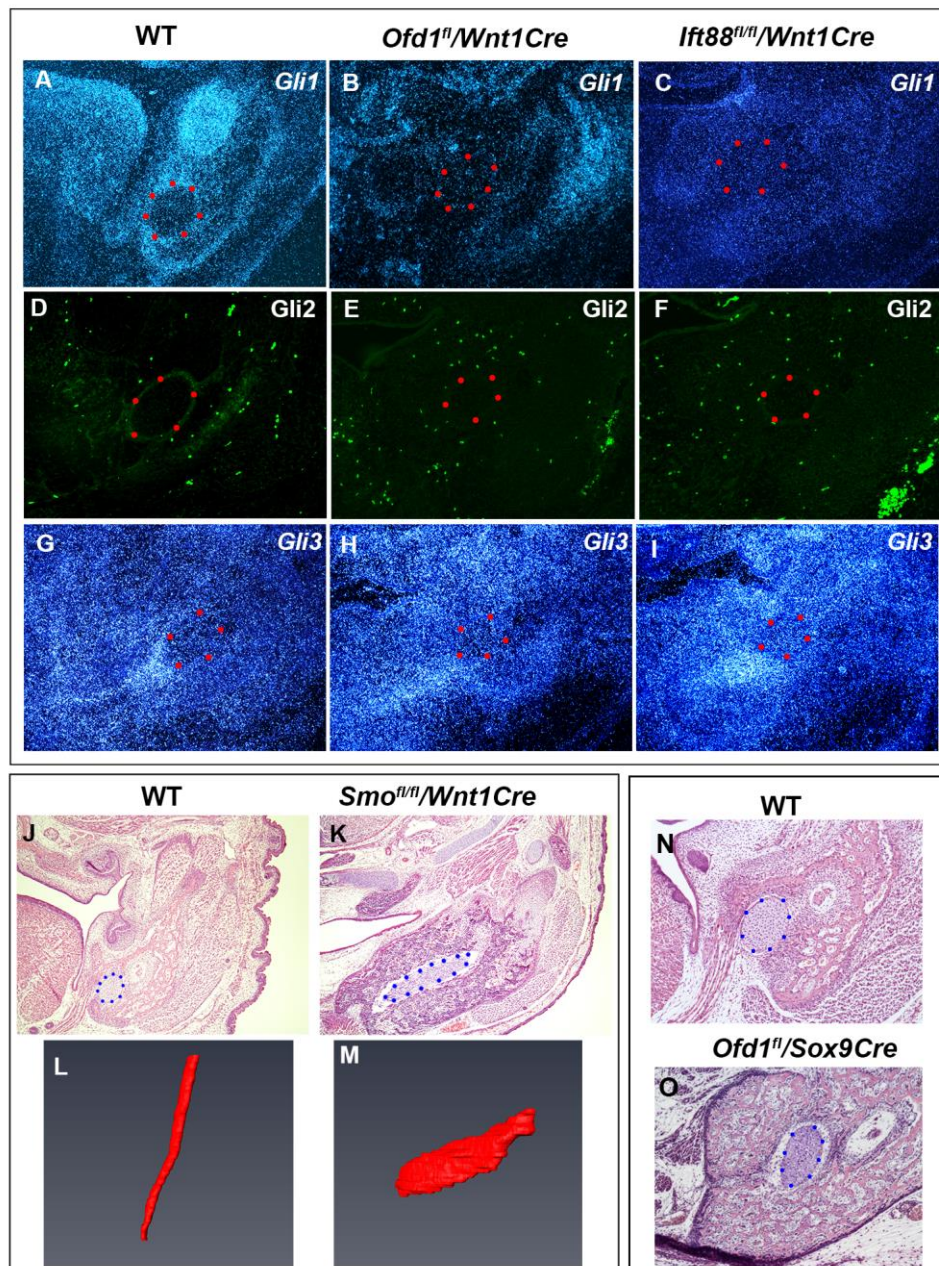 WT Ofd1fl/Wnt1Cre Ift88fl/fl/Wnt1Cre
A Gli1 B Gli1 C Gli1
D Gli2 E Gli2 F Gli2
G Gli3 H Gli3 I Gli3
WT Smofl/fl/Wnt1Cre
J K
L M
WT
N
Ofd1fl/Sox9Cre
O